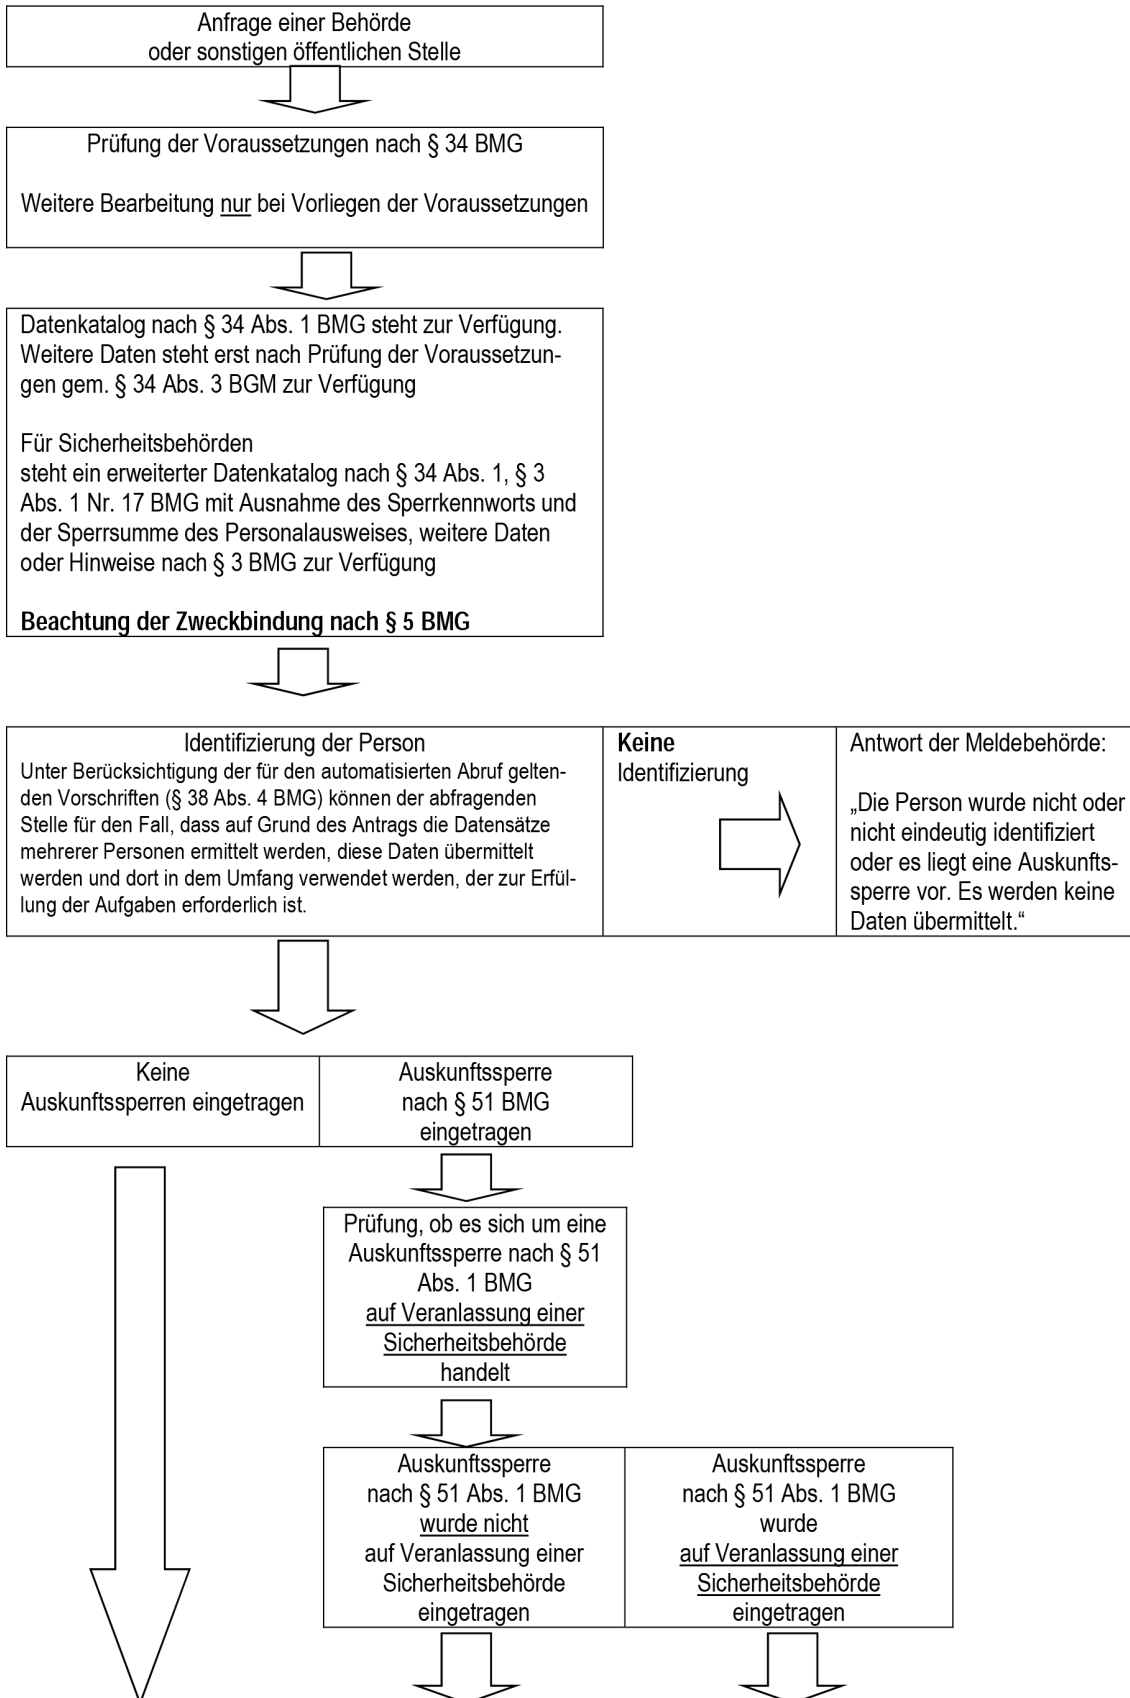 Anfrage einer Behörde
oder sonstigen öffentlichen Stelle
Prüfung der Voraussetzungen nach § 34 BMG
Weitere Bearbeitung nur bei Vorliegen der Voraussetzungen
Datenkatalog nach § 34 Abs. 1 BMG steht zur Verfügung.
Weitere Daten steht erst nach Prüfung der Voraussetzun-
gen gem. § 34 Abs. 3 BGM zur Verfügung
Für Sicherheitsbehörden
steht ein erweiterter Datenkatalog nach § 34 Abs. 1, § 3
Abs. 1 Nr. 17 BMG mit Ausnahme des Sperrkennworts und
der Sperrsumme des Personalausweises, weitere Daten
oder Hinweise nach § 3 BMG zur Verfügung
Beachtung der Zweckbindung nach § 5 BMG
Identifizierung der Person
Unter Berücksichtigung der für den automatisierten Abruf gelten-
den Vorschriften (§ 38 Abs. 4 BMG) können der abfragenden
Stelle für den Fall, dass auf Grund des Antrags die Datensätze
mehrerer Personen ermittelt werden, diese Daten übermittelt
werden und dort in dem Umfang verwendet werden, der zur Erfül-
lung der Aufgaben erforderlich ist.
Keine
Identifizierung
Antwort der Meldebehörde:
„Die Person wurde nicht oder
nicht eindeutig identifiziert
oder es liegt eine Auskunfts-
sperre vor. Es werden keine
Daten übermittelt.“
Keine
Auskunftssperren eingetragen
Auskunftssperre
nach § 51 BMG
eingetragen
Prüfung, ob es sich um eine
Auskunftssperre nach § 51
Abs. 1 BMG
auf Veranlassung einer
Sicherheitsbehörde
handelt
Auskunftssperre
nach § 51 Abs. 1 BMG
wurde nicht
auf Veranlassung einer
Sicherheitsbehörde
eingetragen
Auskunftssperre
nach § 51 Abs. 1 BMG
wurde
auf Veranlassung einer
Sicherheitsbehörde
eingetragen